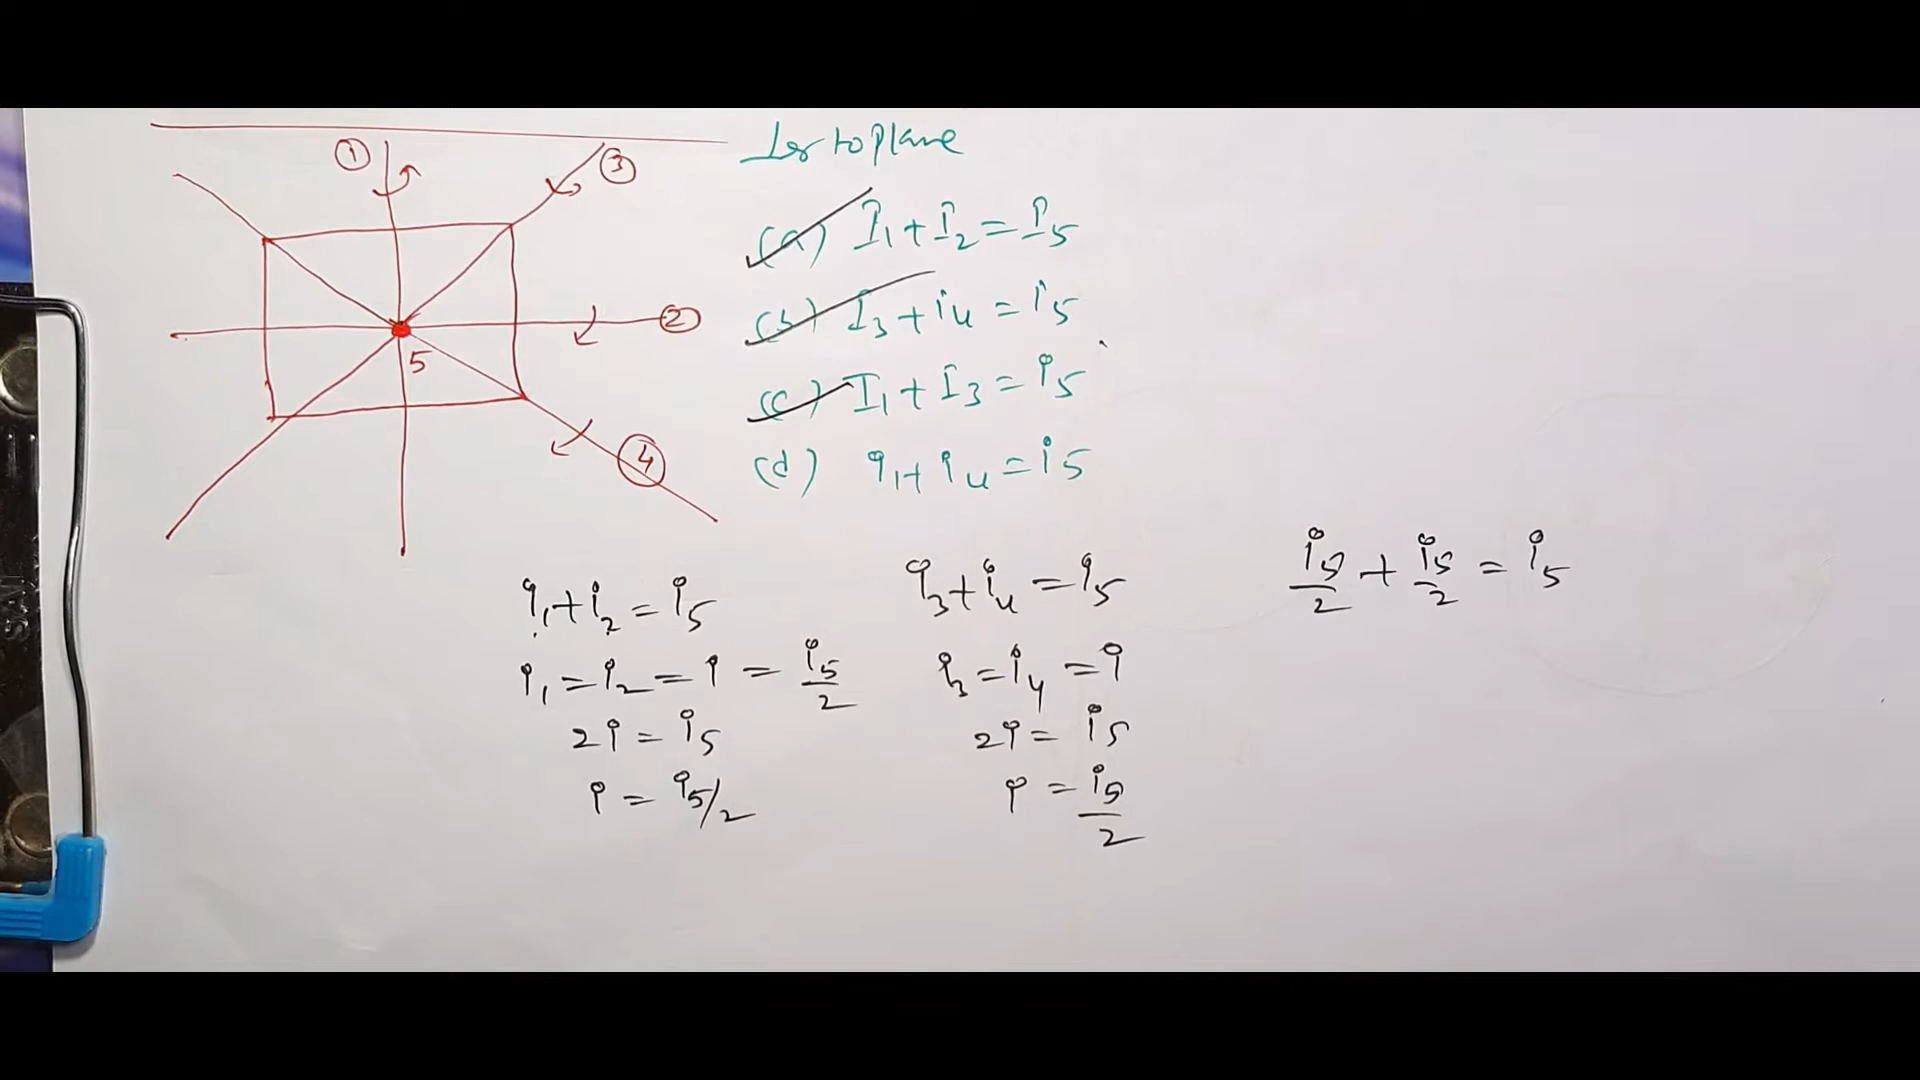 ①
③
②
5
④
⊥er to plane
(a) I₁ + I₂ = I₅
(b) I₃ + i₄ = i₅
(c) I₁ + I₃ = i₅
(d) i₁ + i₄ = i5
i₁ + i₂ = i₅
i₁ = i₂ = i = i₅/2
2i = i₅
i = i₅/2
i₃ + i₄ = i₅
i₃ = i₄ = i
2i = i₅
i = i₅/2
i₅/2 + i₅/2 = i₅